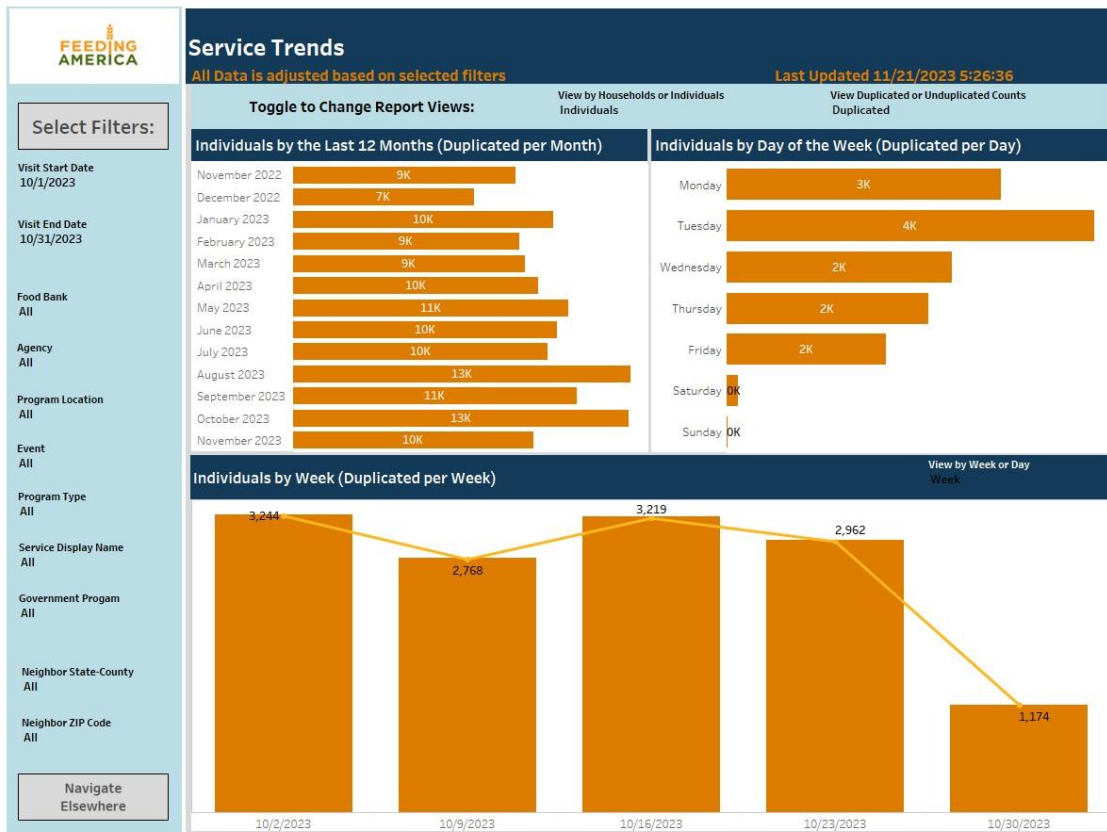 FEEDING
AMERICA
Service Trends
All Data is adjusted based on selected filters
Last Updated 11/21/2023 5:26:36
Select Filters:
Visit Start Date
10/1/2023
Visit End Date
10/31/2023
Food Bank
All
Agency
All
Program Location
All
Event
All
Program Type
All
Service Display Name
All
Government Progam
All
Neighbor State-County
All
Neighbor ZIP Code
All
Navigate
Elsewhere
Toggle to Change Report Views:
View by Households or Individuals
Individuals
View Duplicated or Unduplicated Counts
Duplicated
Individuals by the Last 12 Months (Duplicated per Month)
November 2022 9K
December 2022 7K
January 2023 10K
February 2023 9K
March 2023 9K
April 2023 10K
May 2023 11K
June 2023 10K
July 2023 10K
August 2023 13K
September 2023 11K
October 2023 13K
November 2023 10K
Individuals by Day of the Week (Duplicated per Day)
Monday 3K
Tuesday 4K
Wednesday 2K
Thursday 2K
Friday 2K
Saturday 0K
Sunday 0K
Individuals by Week (Duplicated per Week)
View by Week or Day
Week
3,244
2,768
3,219
2,962
1,174
10/2/2023 10/9/2023 10/16/2023 10/23/2023 10/30/2023